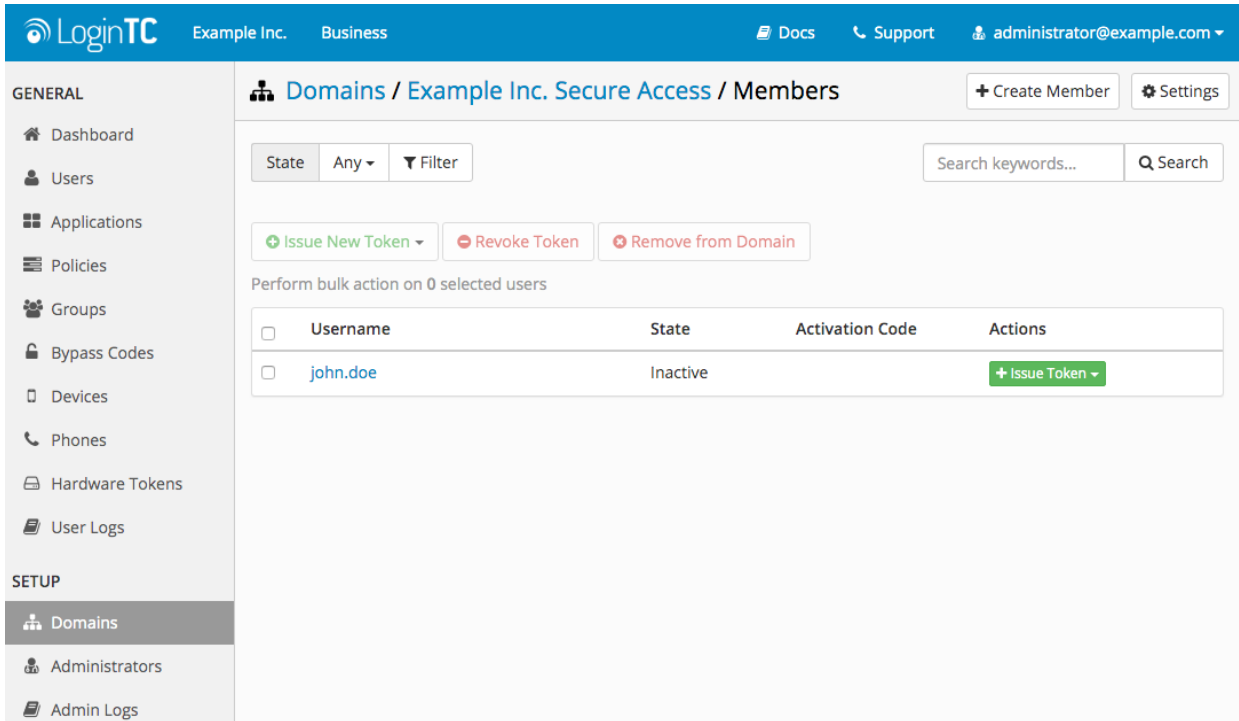 LoginTC Example Inc. Business Docs Support administrator@example.com
GENERAL
Dashboard
Users
Applications
Policies
Groups
Bypass Codes
Devices
Phones
Hardware Tokens
User Logs
SETUP
Domains
Administrators
Admin Logs
Domains / Example Inc. Secure Access / Members
Create Member Settings
State Any Filter Search keywords... Search
Issue New Token Revoke Token Remove from Domain
Perform bulk action on 0 selected users
Username State Activation Code Actions
john.doe Inactive + Issue Token